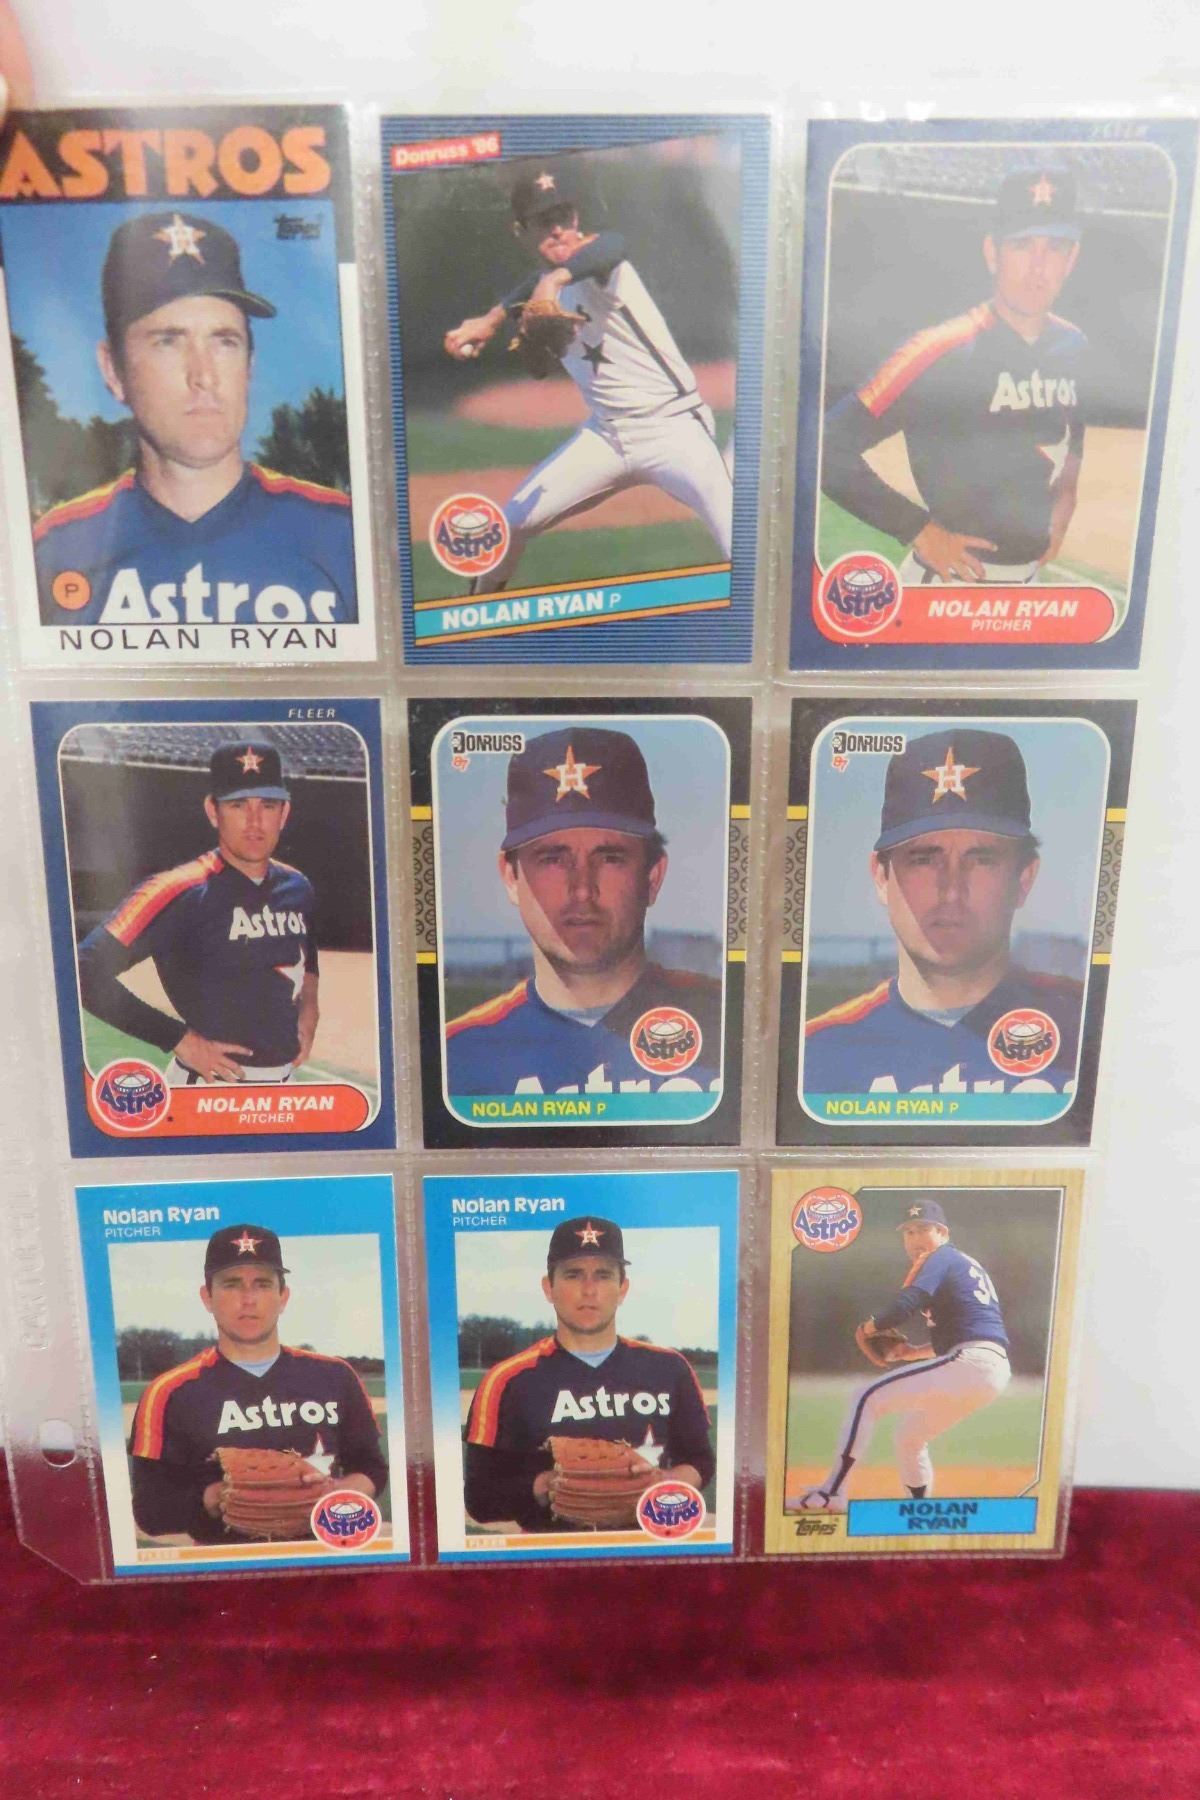 ASTROS
Topps
P
Astros
NOLAN RYAN
Donruss '86
Astros
NOLAN RYAN P
FLEER
Astros
Astros
NOLAN RYAN
PITCHER
FLEER
Astros
Astros
NOLAN RYAN
PITCHER
DONRUSS
87
Astros
Astros
NOLAN RYAN P
DONRUSS
87
Astros
Astros
NOLAN RYAN P
Nolan Ryan
PITCHER
Astros
Astros
FLEER
Nolan Ryan
PITCHER
Astros
Astros
FLEER
Astros
Topps
NOLAN
RYAN